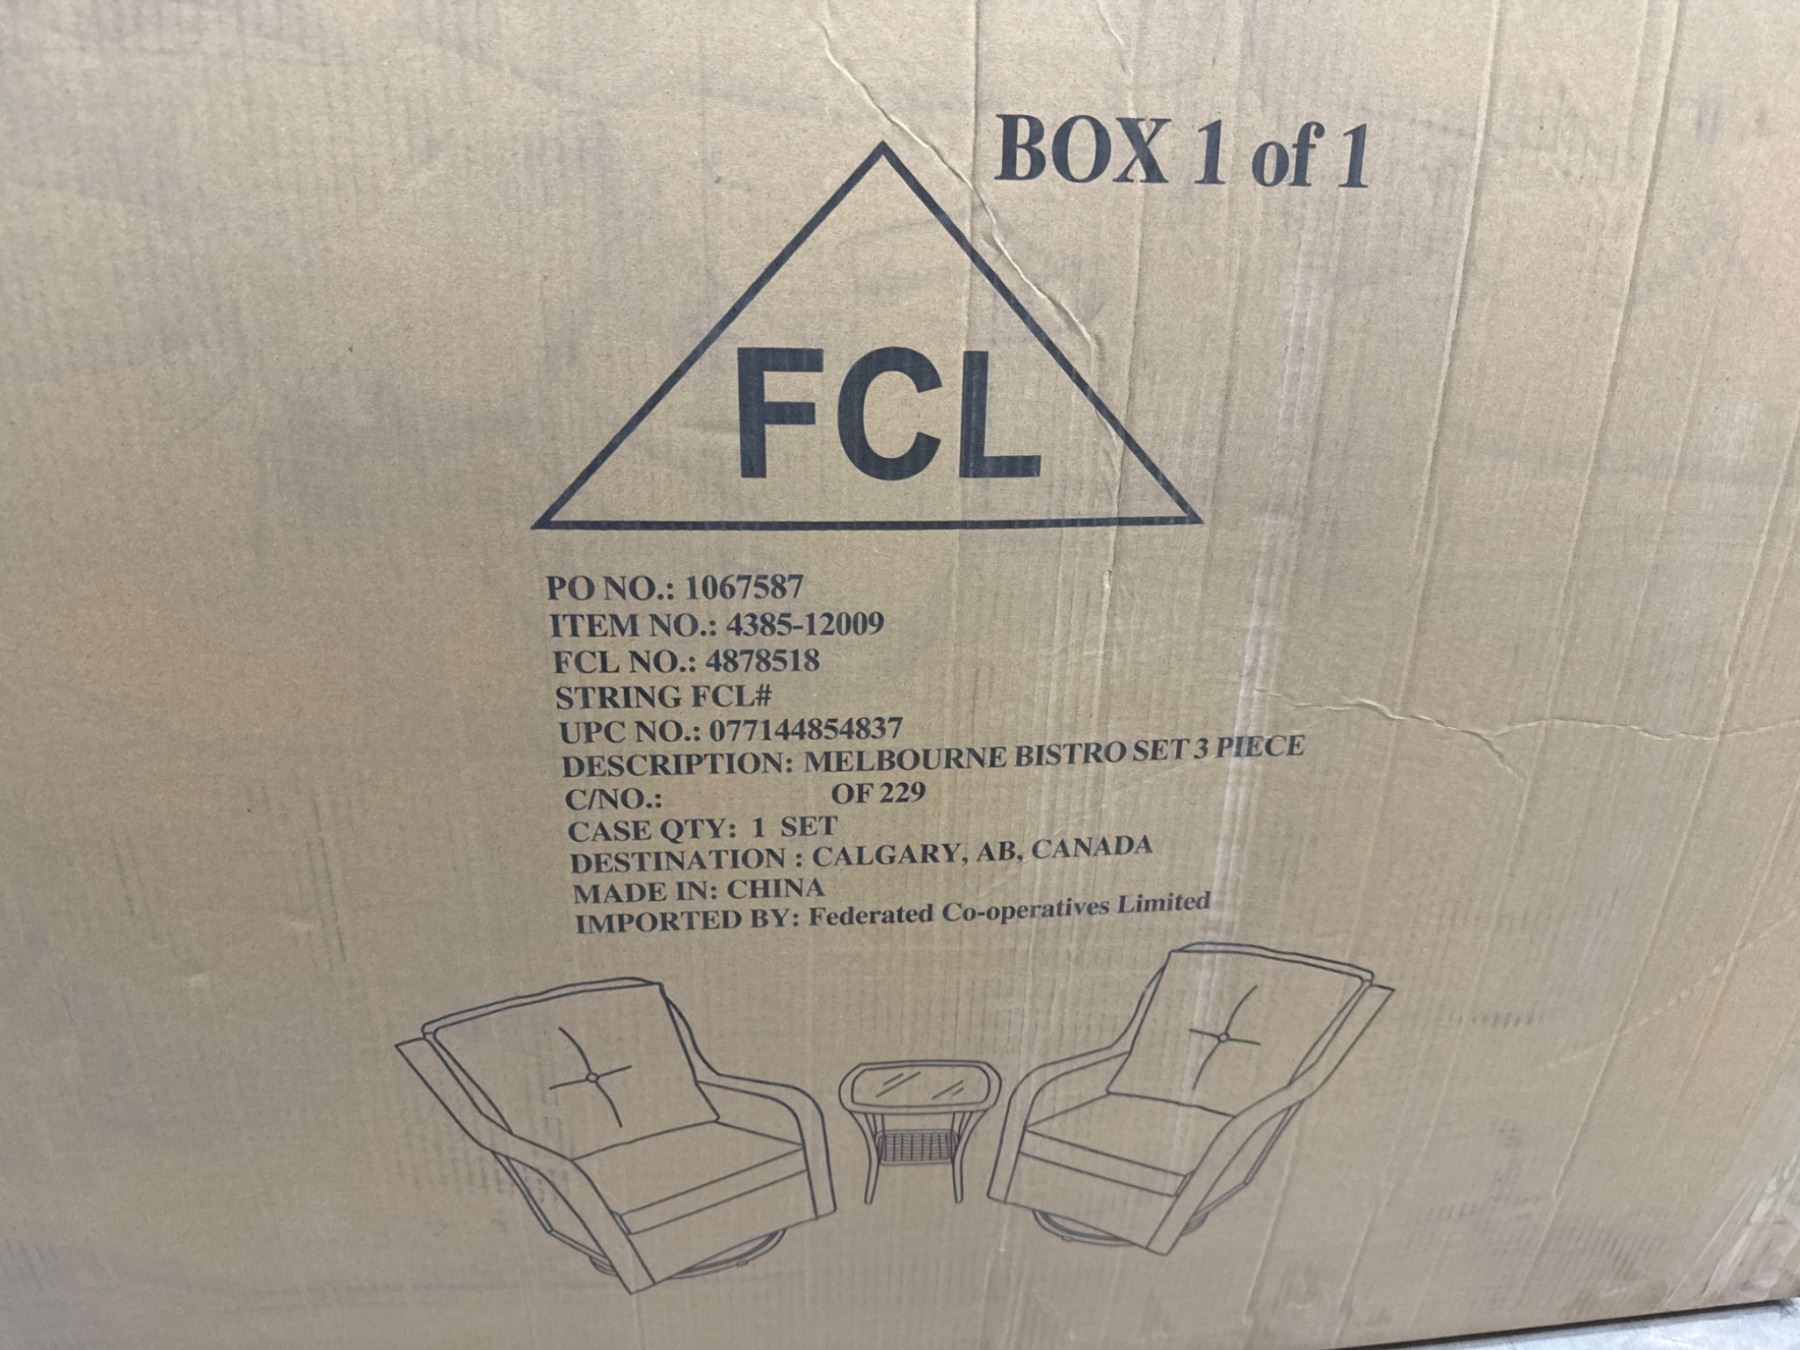 BOX 1 of 1
FCL
PO NO.: 1067587
ITEM NO.: 4385-12009
FCL NO.: 4878518
STRING FCL#
UPC NO.: 077144854837
DESCRIPTION: MELBOURNE BISTRO SET 3 PIECE
C/NO.: OF 229
CASE QTY: 1 SET
DESTINATION : CALGARY, AB, CANADA
MADE IN: CHINA
IMPORTED BY: Federated Co-operatives Limited